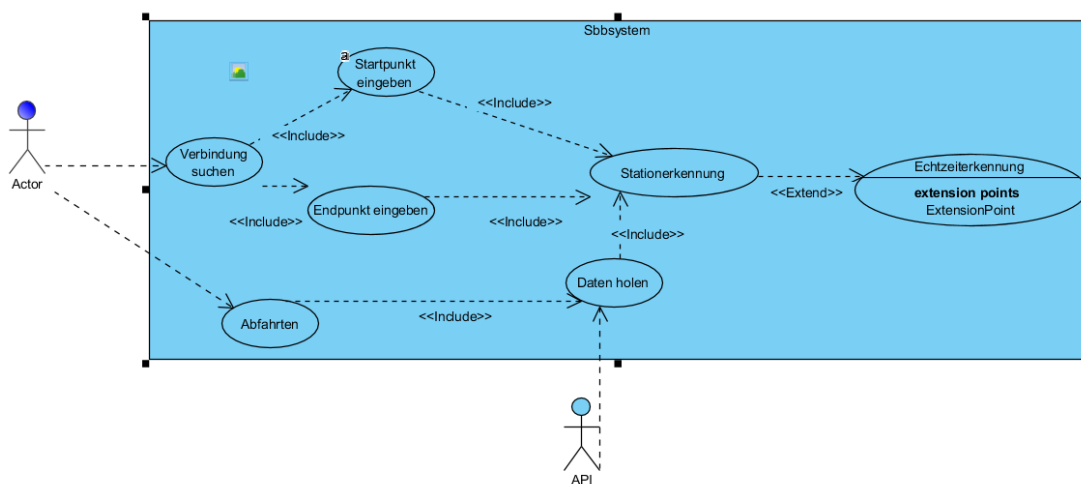 Sbbsystem
a
Startpunkt
eingeben
<<Include>>
<<Include>>
Verbindung
suchen
Actor
Stationerkennung
Echtzeiterkennung
<<Extend>>
extension points
ExtensionPoint
Endpunkt eingeben
<<Include>>
<<Include>>
<<Include>>
Daten holen
Abfahrten
<<Include>>
API